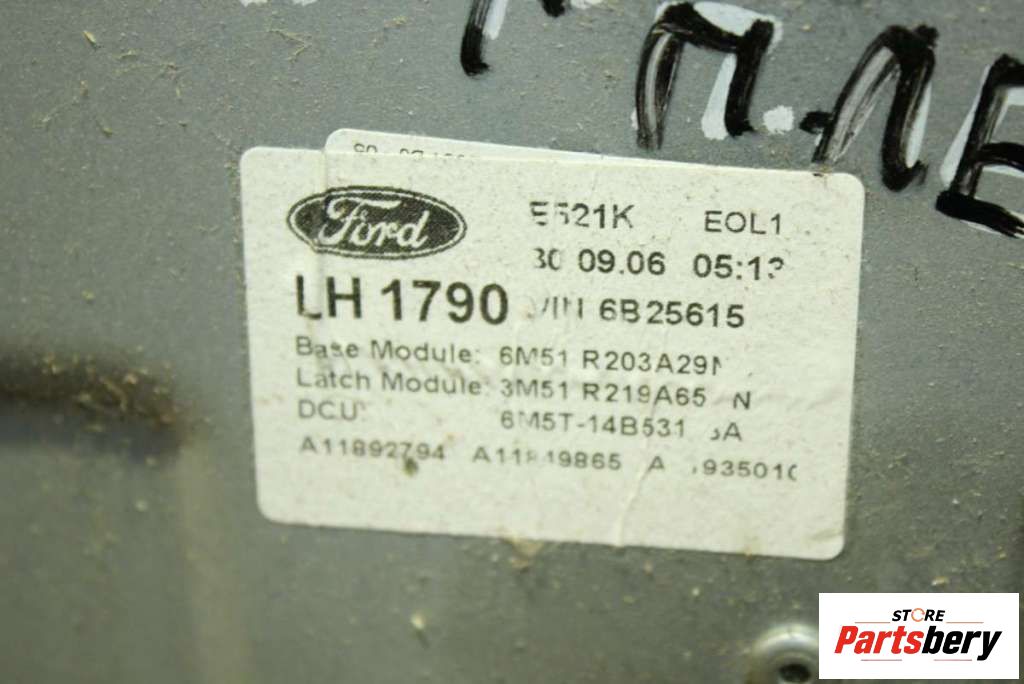 Ford
E521K EOL1
30 09.06 05:13
LH 1790 VIN 6B25615
Base Module: 6M51 R203A29
Latch Module: 3M51 R219A65 N
DCU 6M5T-14B531
A11892794 A11849865 A
STORE
Partsbery